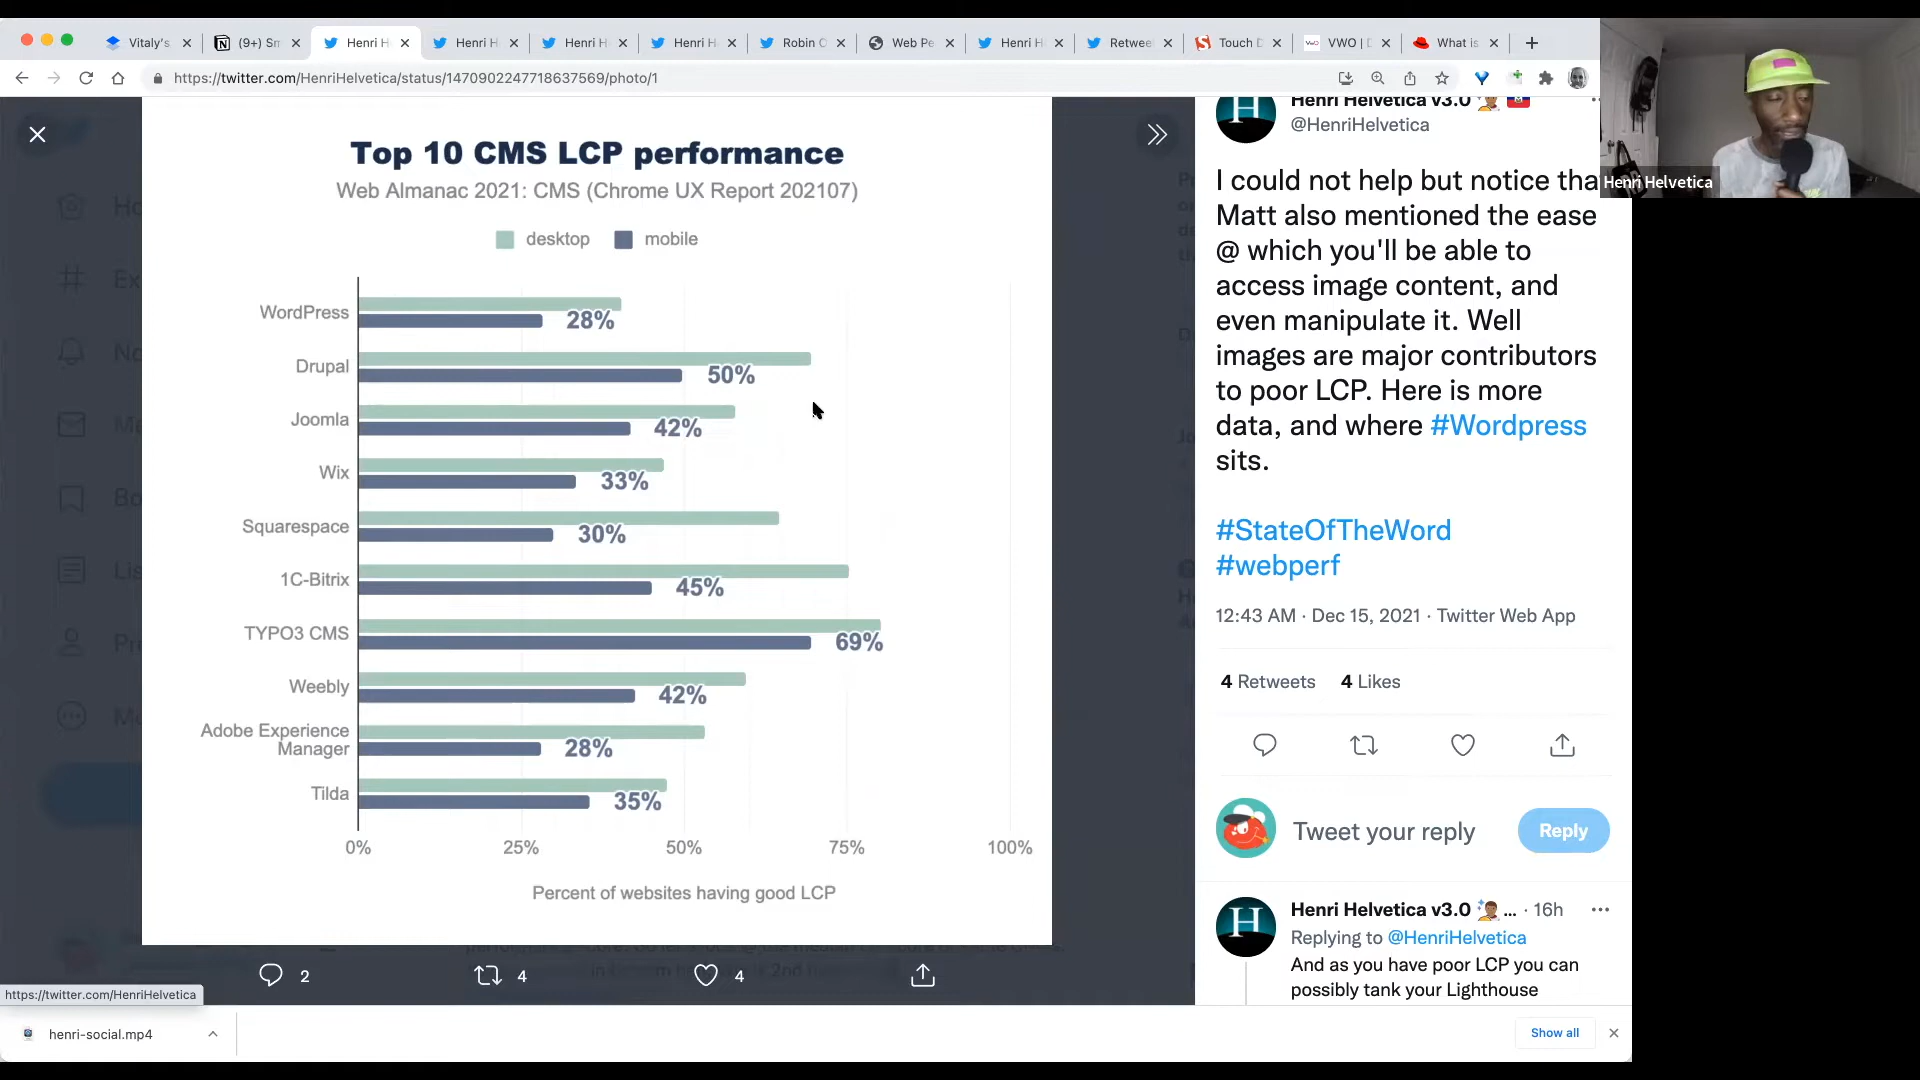 Vitaly's
(9+) Sm
Henri H
Henri H
Henri H
Henri H
Robin C
Web Pe
Henri H
Retwee
Touch D
VWO | D
What is
https://twitter.com/HenriHelvetica/status/1470902247718637569/photo/1
Top 10 CMS LCP performance
Web Almanac 2021: CMS (Chrome UX Report 202107)
desktop
mobile
WordPress
28%
Drupal
50%
Joomla
42%
Wix
33%
Squarespace
30%
1C-Bitrix
45%
TYPO3 CMS
69%
Weebly
42%
Adobe Experience
Manager
28%
Tilda
35%
0%
25%
50%
75%
100%
Percent of websites having good LCP
2
4
4
https://twitter.com/HenriHelvetica
henri-social.mp4
Henri Helvetica v3.0
@HenriHelvetica
I could not help but notice tha
Matt also mentioned the ease
@ which you'll be able to
access image content, and
even manipulate it. Well
images are major contributors
to poor LCP. Here is more
data, and where #Wordpress
sits.
#StateOfTheWord
#webperf
12:43 AM · Dec 15, 2021 · Twitter Web App
4 Retweets
4 Likes
Tweet your reply
Reply
Henri Helvetica v3.0 ... · 16h
Replying to @HenriHelvetica
And as you have poor LCP you can
possibly tank your Lighthouse
Show all
Henri Helvetica